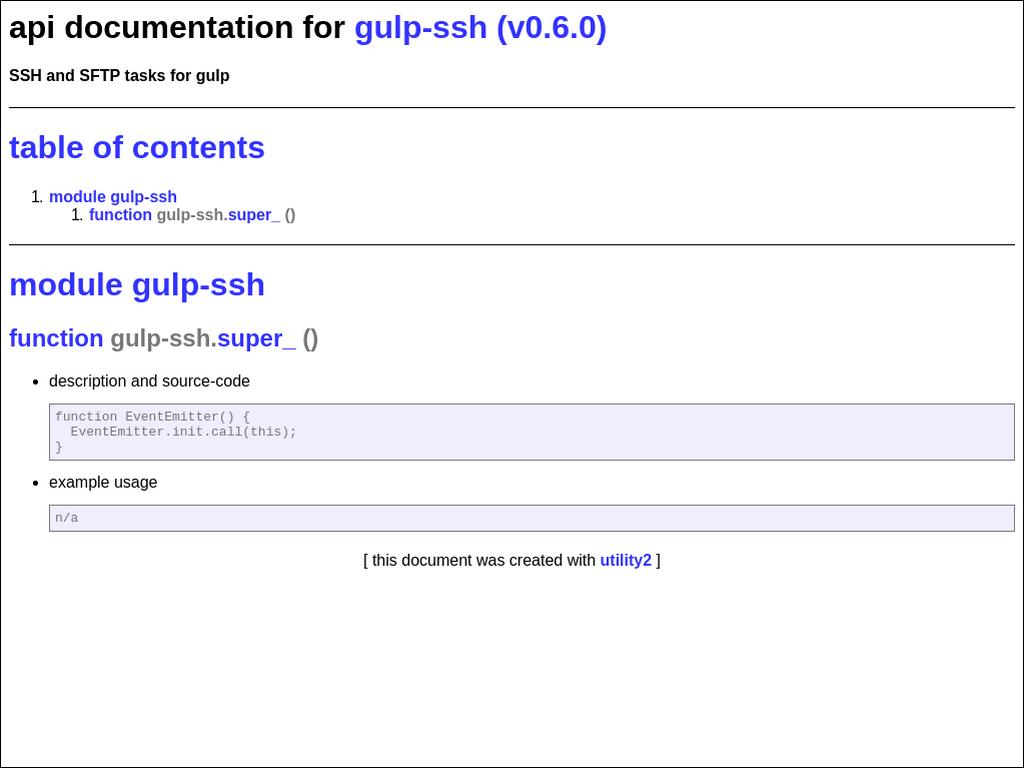 api documentation for gulp-ssh (v0.6.0)
SSH and SFTP tasks for gulp
table of contents
1. module gulp-ssh
1. function gulp-ssh.super_ ()
module gulp-ssh
function gulp-ssh.super_ ()
• description and source-code
function EventEmitter() {
  EventEmitter.init.call(this);
}
• example usage
n/a
[ this document was created with utility2 ]